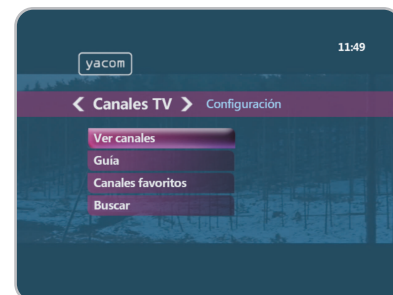 11:49
yacom
Canales TV Configuración
Ver canales
Guía
Canales favoritos
Buscar